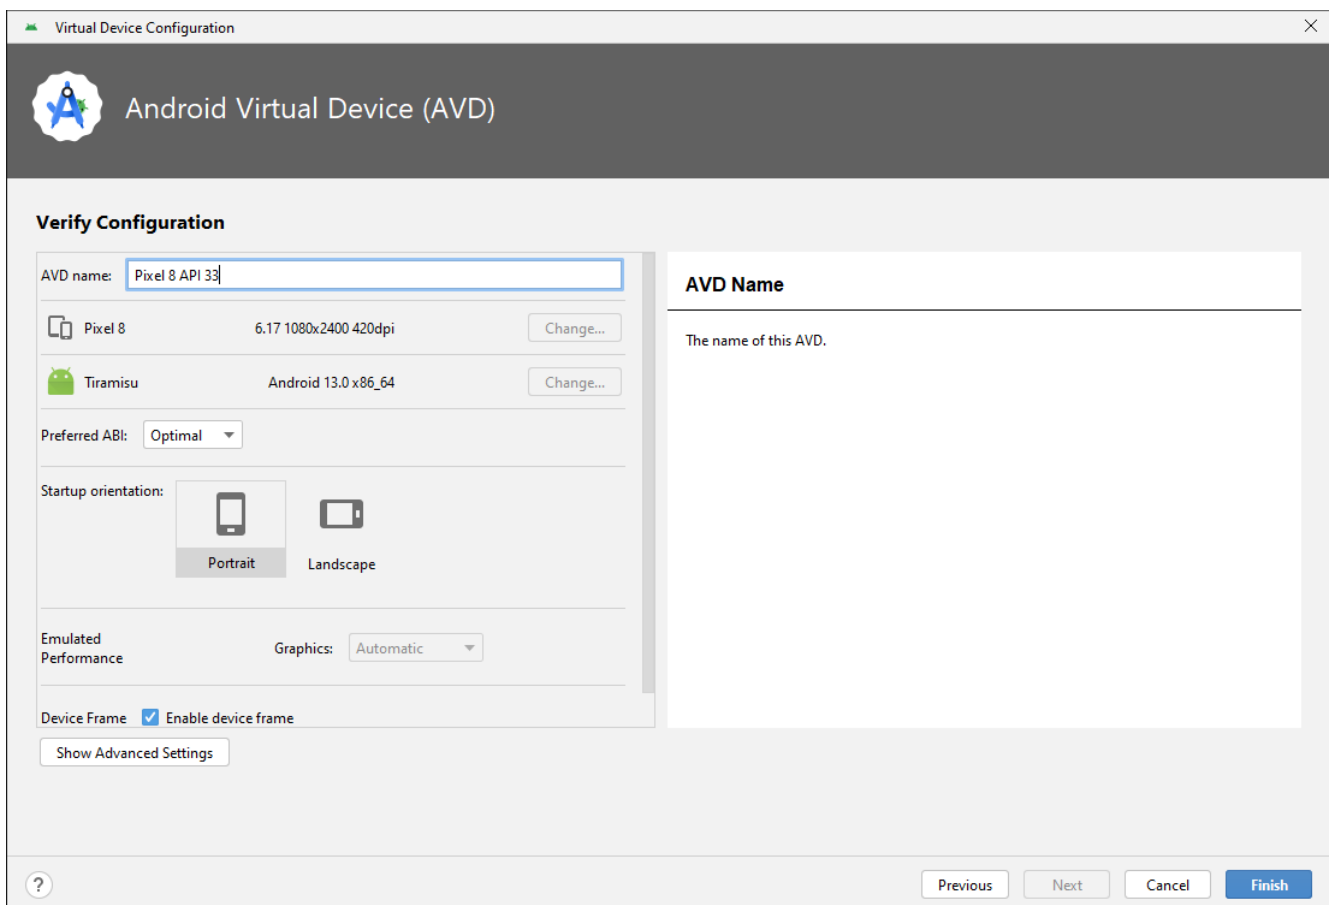 Virtual Device Configuration
Android Virtual Device (AVD)
Verify Configuration
AVD name: Pixel 8 API 33
Pixel 8 6.17 1080x2400 420dpi Change...
Tiramisu Android 13.0 x86_64 Change...
Preferred ABI: Optimal
Startup orientation:
Portrait Landscape
Emulated
Performance
Graphics: Automatic
Device Frame Enable device frame
Show Advanced Settings
AVD Name
The name of this AVD.
? Previous Next Cancel Finish